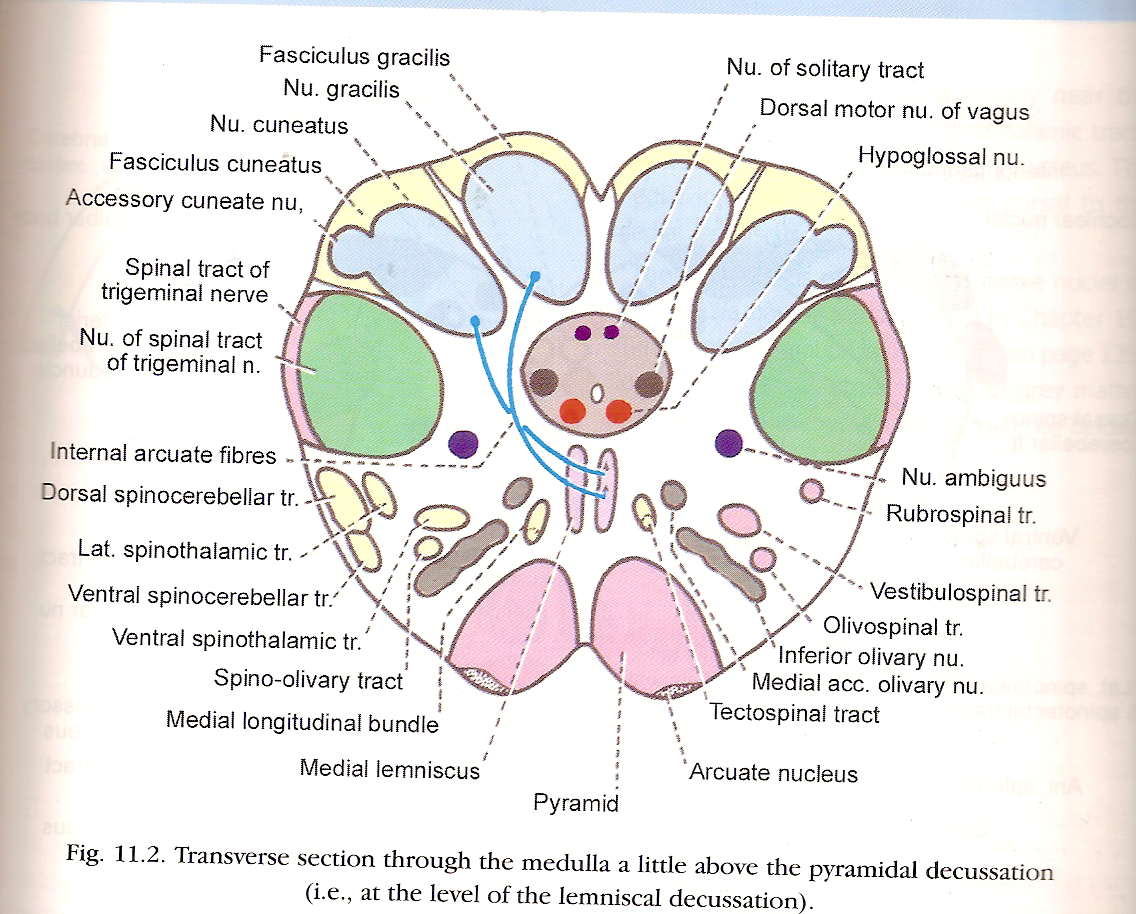 Fasciculus gracilis
Nu. gracilis
Nu. cuneatus
Fasciculus cuneatus
Accessory cuneate nu,
Spinal tract of
trigeminal nerve
Nu. of spinal tract
of trigeminal n.
Internal arcuate fibres
Dorsal spinocerebellar tr.
Lat. spinothalamic tr.
Ventral spinocerebellar tr.
Ventral spinothalamic tr.
Spino-olivary tract
Medial longitudinal bundle
Medial lemniscus
Pyramid
Nu. of solitary tract
Dorsal motor nu. of vagus
Hypoglossal nu.
Nu. ambiguus
Rubrospinal tr.
Vestibulospinal tr.
Olivospinal tr.
Inferior olivary nu.
Medial acc. olivary nu.
Tectospinal tract
Arcuate nucleus
Fig. 11.2. Transverse section through the medulla a little above the pyramidal decussation
(i.e., at the level of the lemniscal decussation).